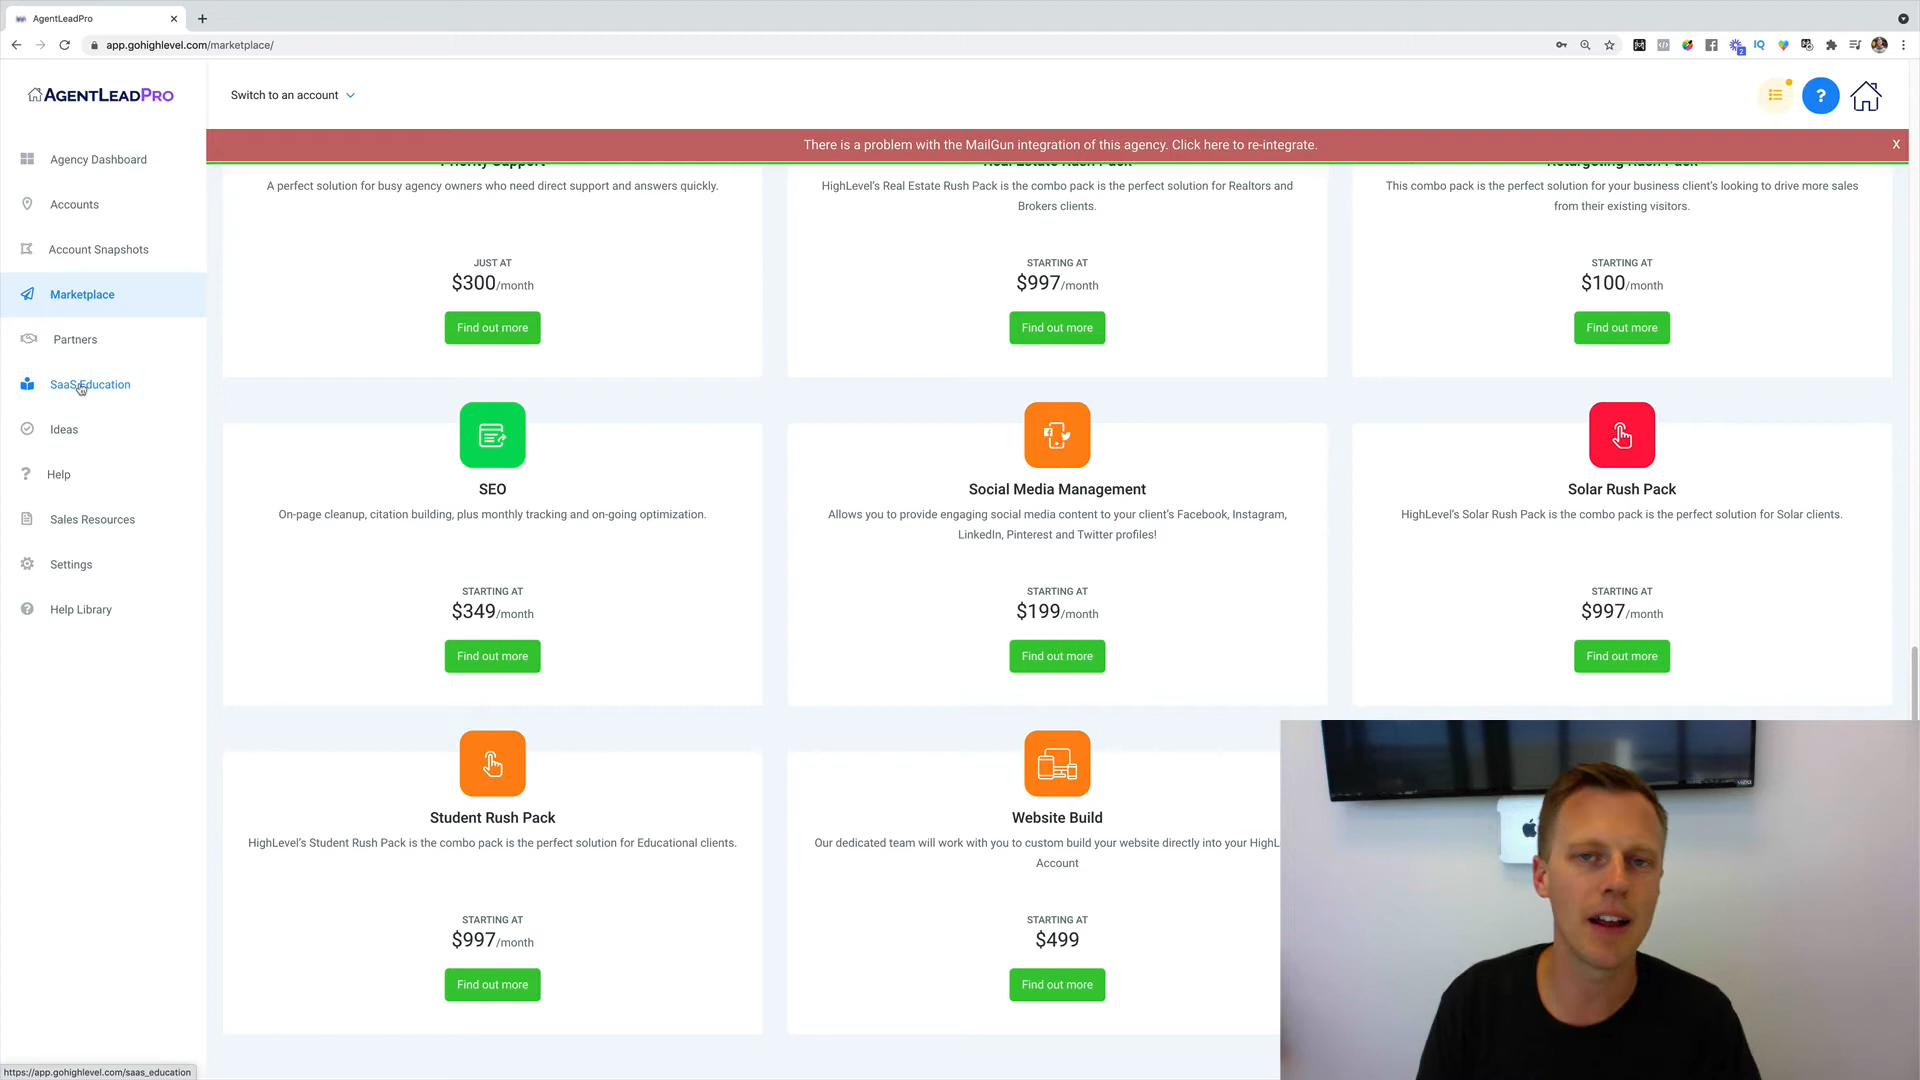 AgentLeadPro
app.gohighlevel.com/marketplace/
IQ
2
AGENTLEADPRO
Switch to an account
?
There is a problem with the MailGun integration of this agency. Click here to re-integrate.
X
Agency Dashboard
Accounts
Account Snapshots
Marketplace
Partners
SaaS Education
Ideas
Help
Sales Resources
Settings
Help Library
Priority Support
A perfect solution for busy agency owners who need direct support and answers quickly.
JUST AT
$300/month
Find out more
Real Estate Rush Pack
HighLevel's Real Estate Rush Pack is the combo pack is the perfect solution for Realtors and
Brokers clients.
STARTING AT
$997/month
Find out more
Retargeting Rush Pack
This combo pack is the perfect solution for your business client's looking to drive more sales
from their existing visitors.
STARTING AT
$100/month
Find out more
SEO
On-page cleanup, citation building, plus monthly tracking and on-going optimization.
STARTING AT
$349/month
Find out more
Social Media Management
Allows you to provide engaging social media content to your client's Facebook, Instagram,
LinkedIn, Pinterest and Twitter profiles!
STARTING AT
$199/month
Find out more
Solar Rush Pack
HighLevel's Solar Rush Pack is the combo pack is the perfect solution for Solar clients.
STARTING AT
$997/month
Find out more
Student Rush Pack
HighLevel's Student Rush Pack is the combo pack is the perfect solution for Educational clients.
STARTING AT
$997/month
Find out more
Website Build
Our dedicated team will work with you to custom build your website directly into your HighL
Account
STARTING AT
$499
Find out more
VIZIO
https://app.gohighlevel.com/saas_education